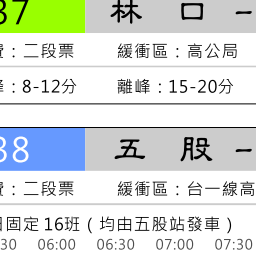 37 林口-
費：二段票 緩衝區：高公局
峰：8-12分 離峰：15-20分
38 五股-
費：二段票 緩衝區：台一線高
日固定16班（均由五股站發車）
30 06:00 06:30 07:00 07:30